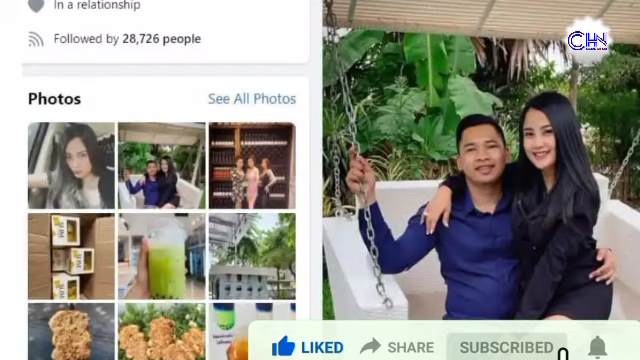 In a relationship
Followed by 28,726 people
CHN
Photos
See All Photos
LIKED
SHARE
SUBSCRIBED